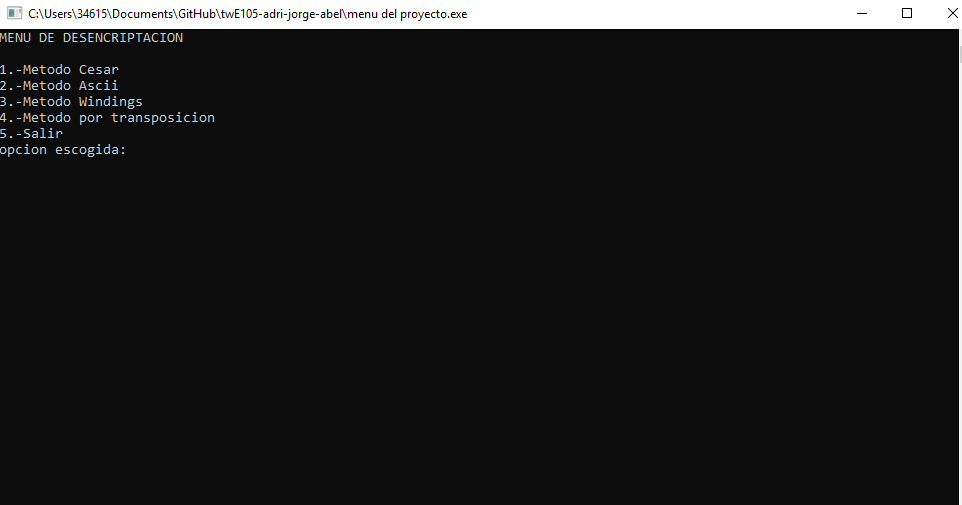 C:\Users\34615\Documents\GitHub\twE105-adri-jorge-abel\menu del proyecto.exe
MENU DE DESENCRIPTACION
1.-Metodo Cesar
2.-Metodo Ascii
3.-Metodo Windings
4.-Metodo por transposicion
5.-Salir
opcion escogida: